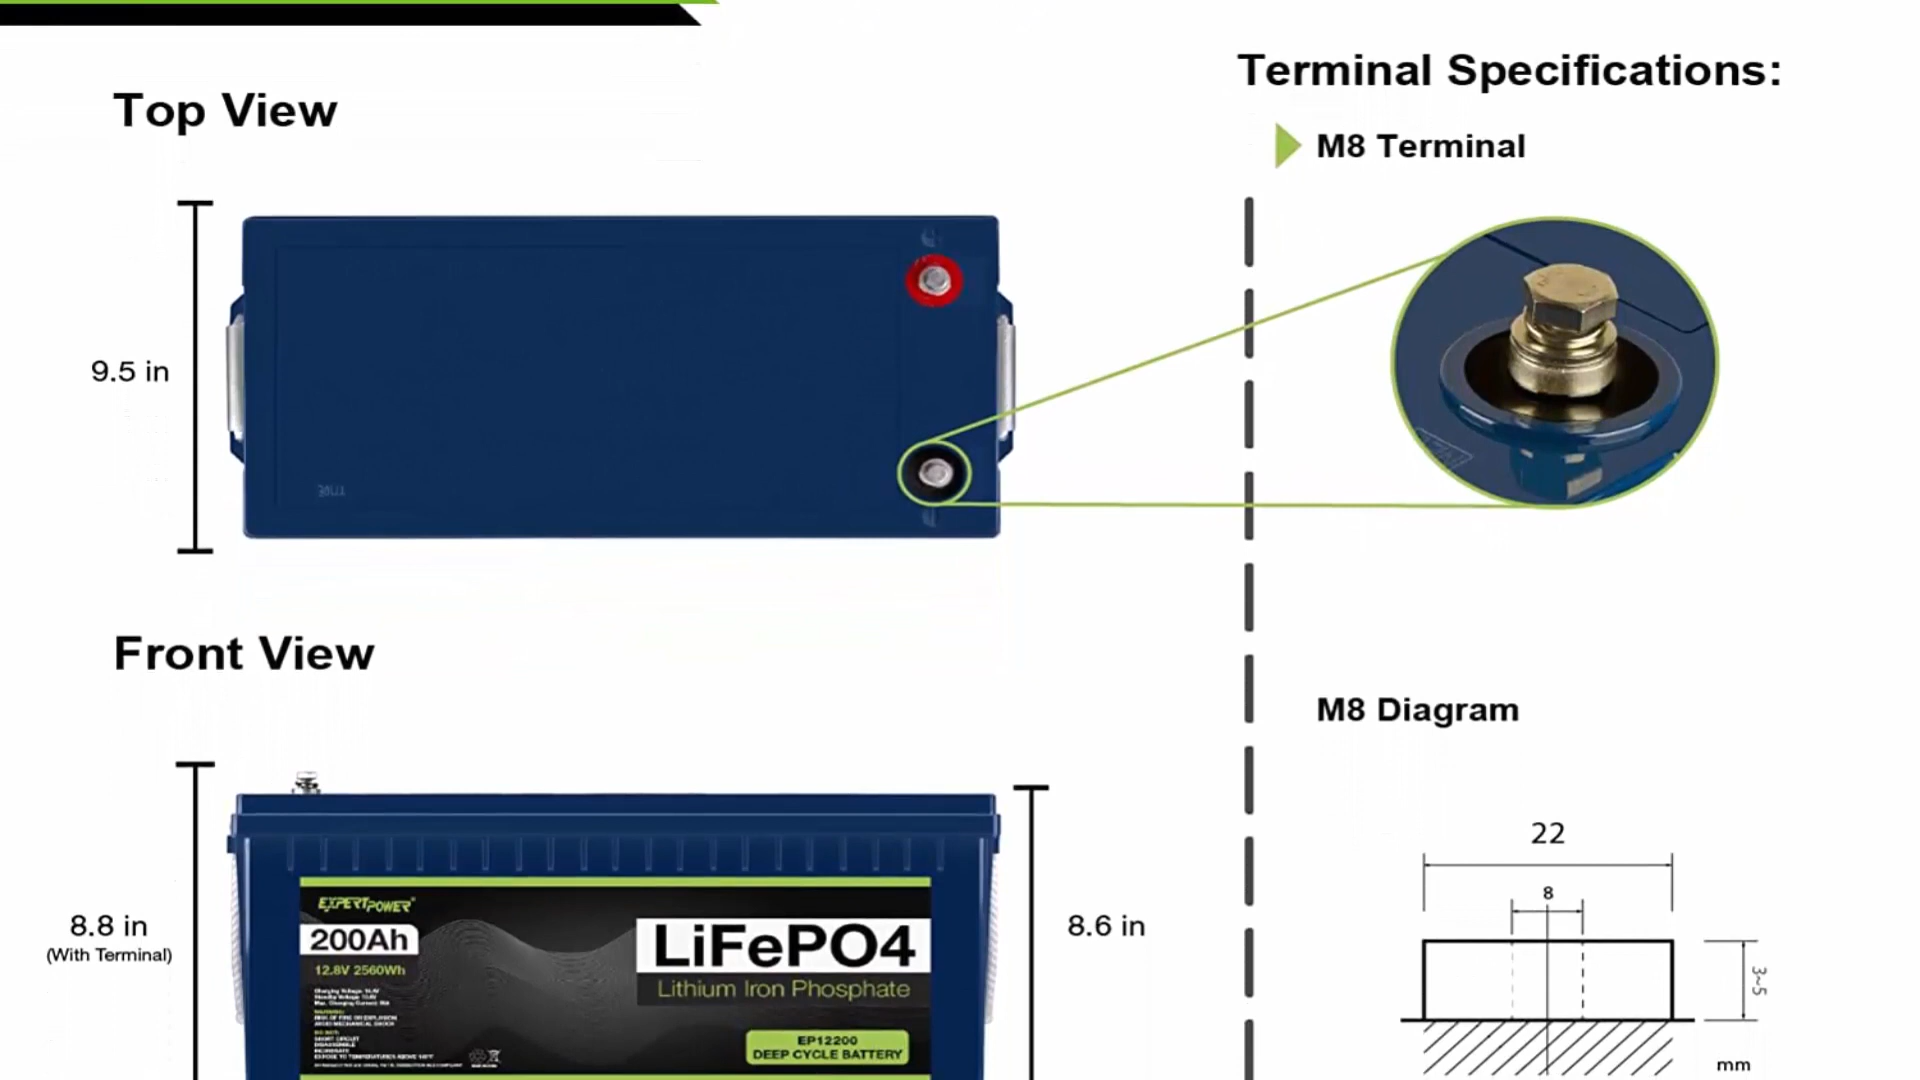 Top View
9.5 in
Terminal Specifications:
M8 Terminal
Front View
8.8 in
(With Terminal)
8.6 in
EXPERTPOWER
200Ah
12.8V 2560Wh
LiFePO4
Lithium Iron Phosphate
EP12200
DEEP CYCLE BATTERY
M8 Diagram
22
8
3~5
mm